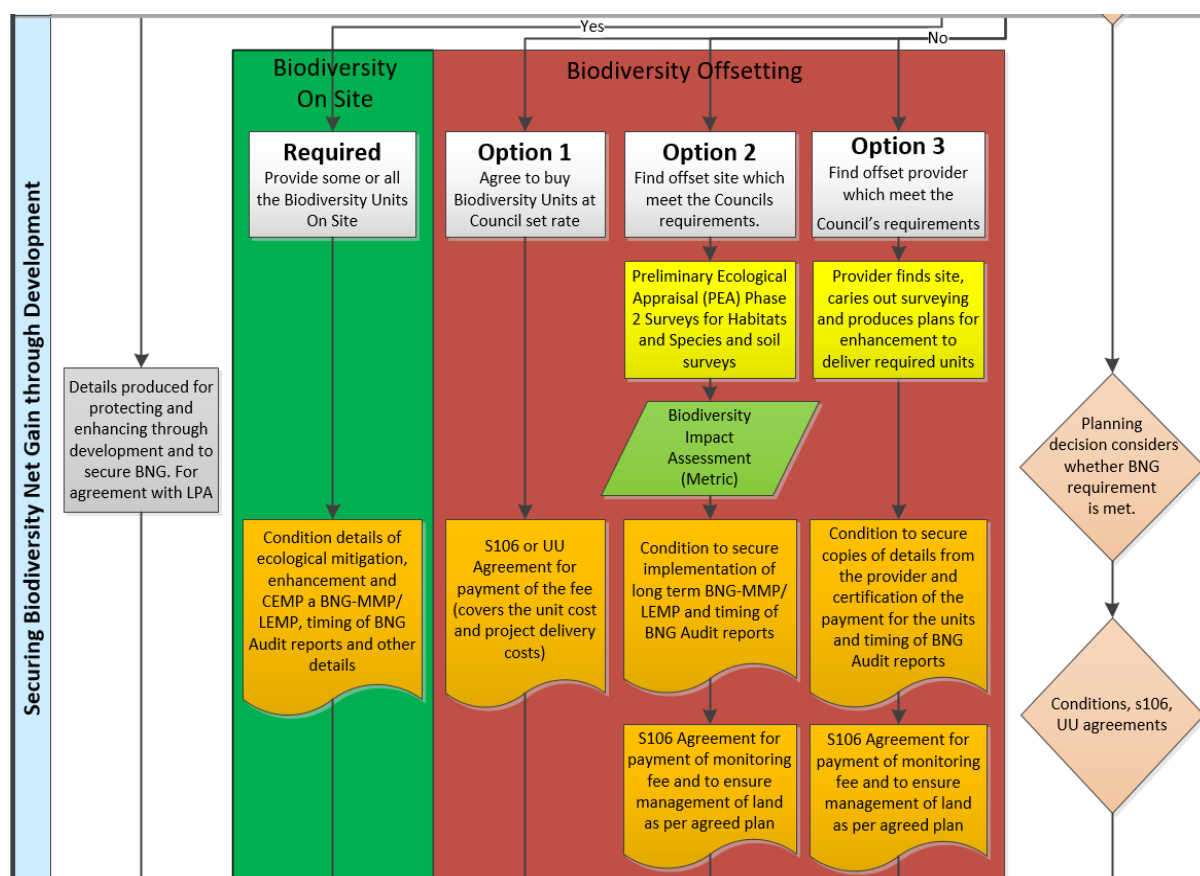 Securing Biodiversity Net Gain through Development
Yes
No
Biodiversity
On Site
Biodiversity Offsetting
Required
Provide some or all
the Biodiversity Units
On Site
Option 1
Agree to buy
Biodiversity Units at
Council set rate
Option 2
Find offset site which
meet the Councils
requirements.
Option 3
Find offset provider
which meet the
Council's requirements
Preliminary Ecological
Appraisal (PEA) Phase
2 Surveys for Habitats
and Species and soil
surveys
Provider finds site,
caries out surveying
and produces plans for
enhancement to
deliver required units
Details produced for
protecting and
enhancing through
development and to
secure BNG. For
agreement with LPA
Biodiversity
Impact
Assessment
(Metric)
Planning
decision considers
whether BNG
requirement
is met.
Condition details of
ecological mitigation,
enhancement and
CEMP a BNG-MMP/
LEMP, timing of BNG
Audit reports and other
details
S106 or UU
Agreement for
payment of the fee
(covers the unit cost
and project delivery
costs)
Condition to secure
implementation of
long term BNG-MMP/
LEMP and timing of
BNG Audit reports
Condition to secure
copies of details from
the provider and
certification of the
payment for the units
and timing of BNG
Audit reports
Conditions, s106,
UU agreements
S106 Agreement for
payment of monitoring
fee and to ensure
management of land
as per agreed plan
S106 Agreement for
payment of monitoring
fee and to ensure
management of land
as per agreed plan